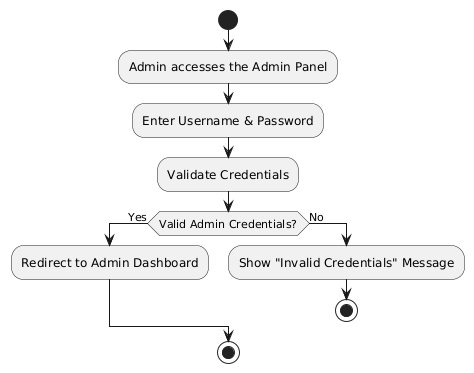 Admin accesses the Admin Panel
Enter Username & Password
Validate Credentials
Yes
Valid Admin Credentials?
No
Redirect to Admin Dashboard
Show "Invalid Credentials" Message